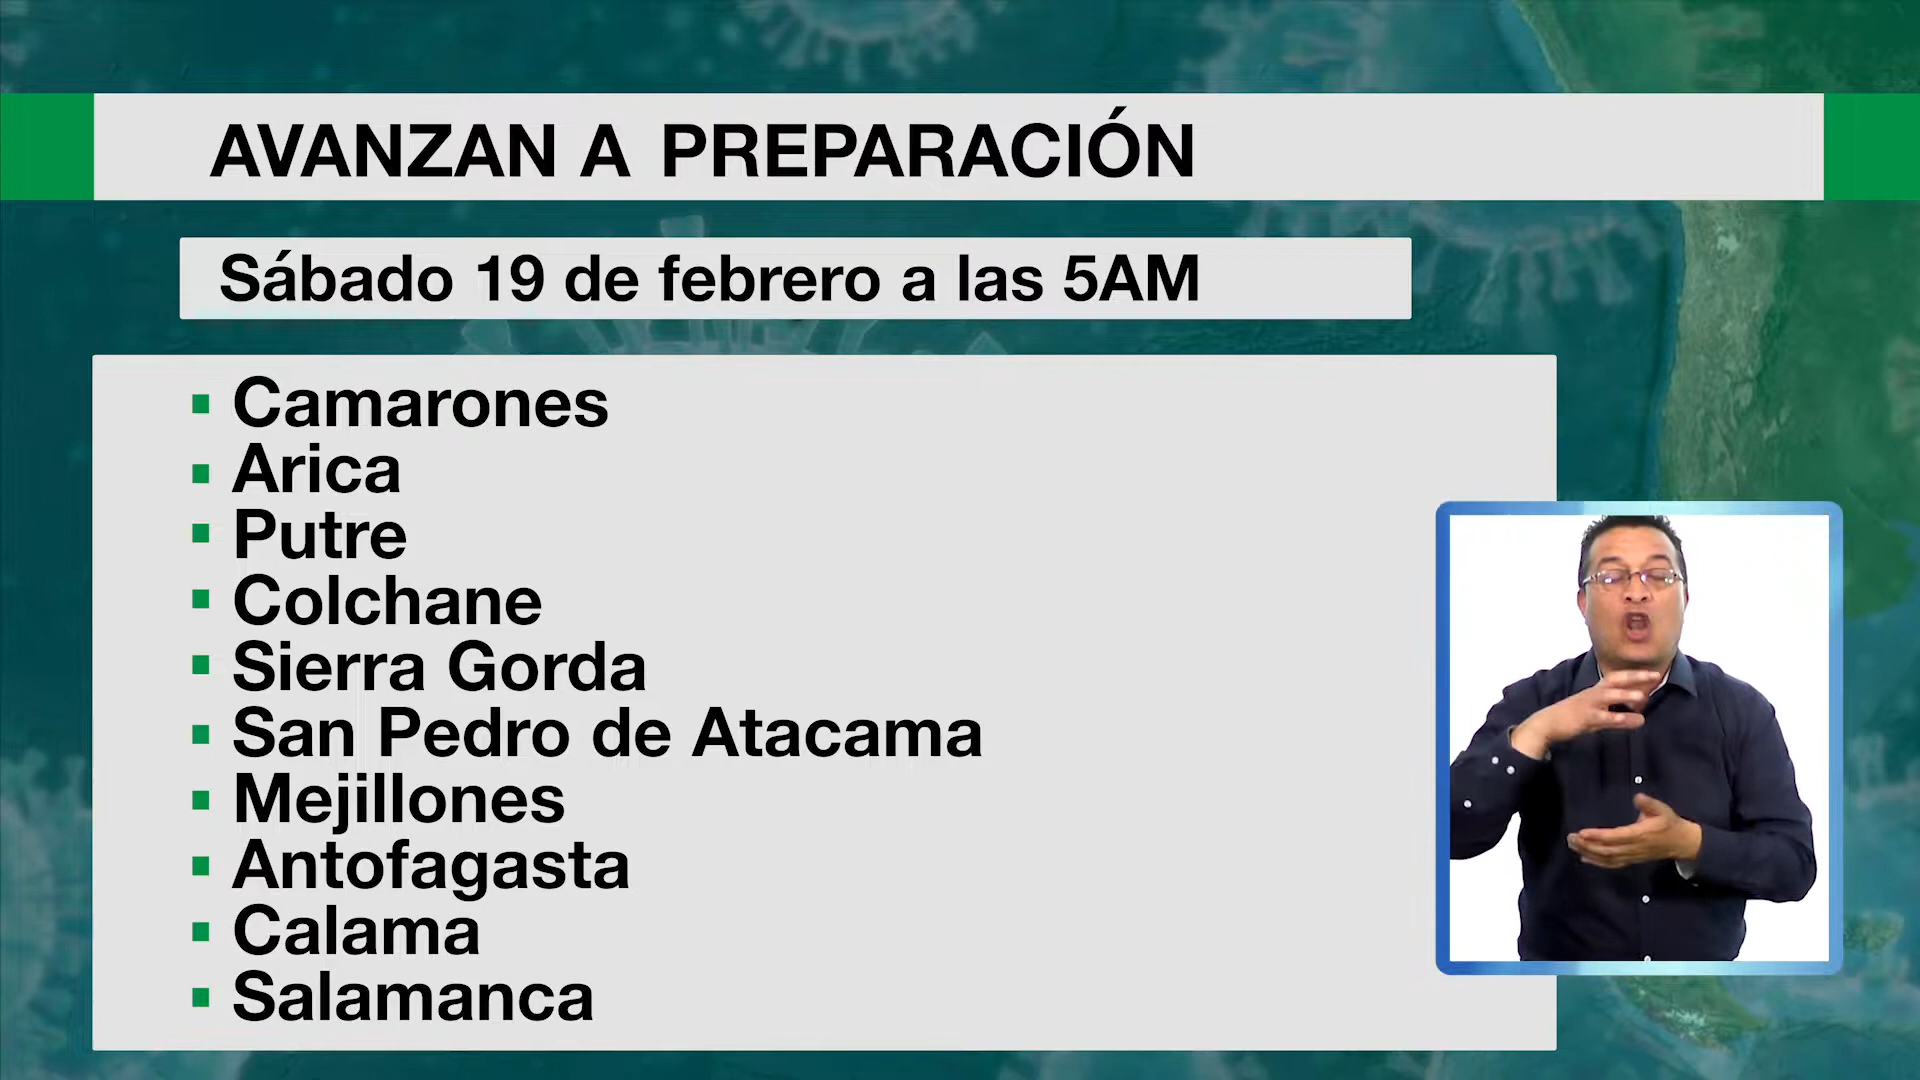 AVANZAN A PREPARACIÓN
Sábado 19 de febrero a las 5AM
Camarones
Arica
Putre
Colchane
Sierra Gorda
San Pedro de Atacama
Mejillones
Antofagasta
Calama
Salamanca